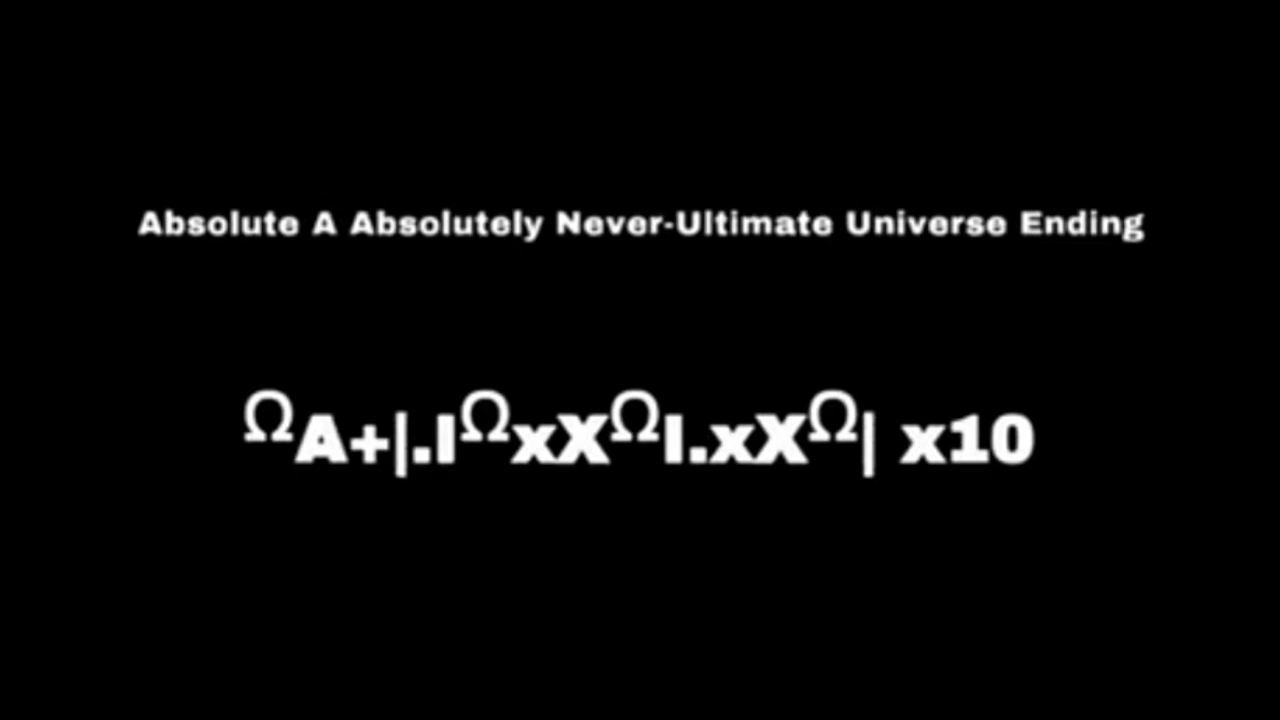 Absolute A Absolutely Never-Ultimate Universe Ending
ΩA+|.IΩxXΩI.xXΩ| x10